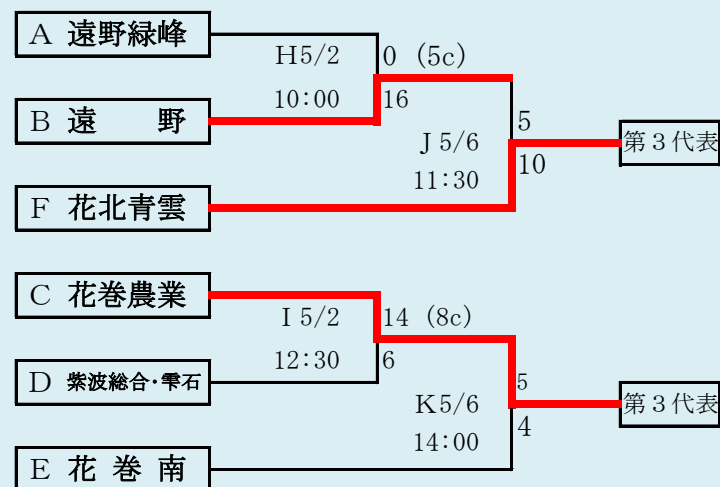 A 遠野緑峰
H5/2
0 (5c)
10:00
16
B 遠 野
5
第3代表
J 5/6
10
11:30
F 花北青雲
C 花巻農業
I 5/2
14 (8c)
12:30
6
D 紫波総合・雫石
5
第3代表
K5/6
4
14:00
E 花 巻 南